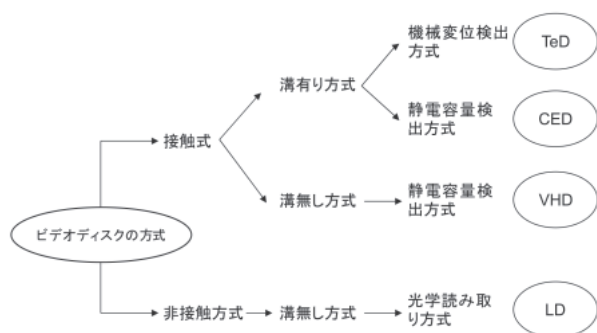 機械変位検出
方式
TeD
溝有り方式
静電容量検
出方式
CED
接触式
溝無し方式
静電容量検
出方式
VHD
ビデオディスクの方式
非接触方式
溝無し方式
光学読み取
り方式
LD